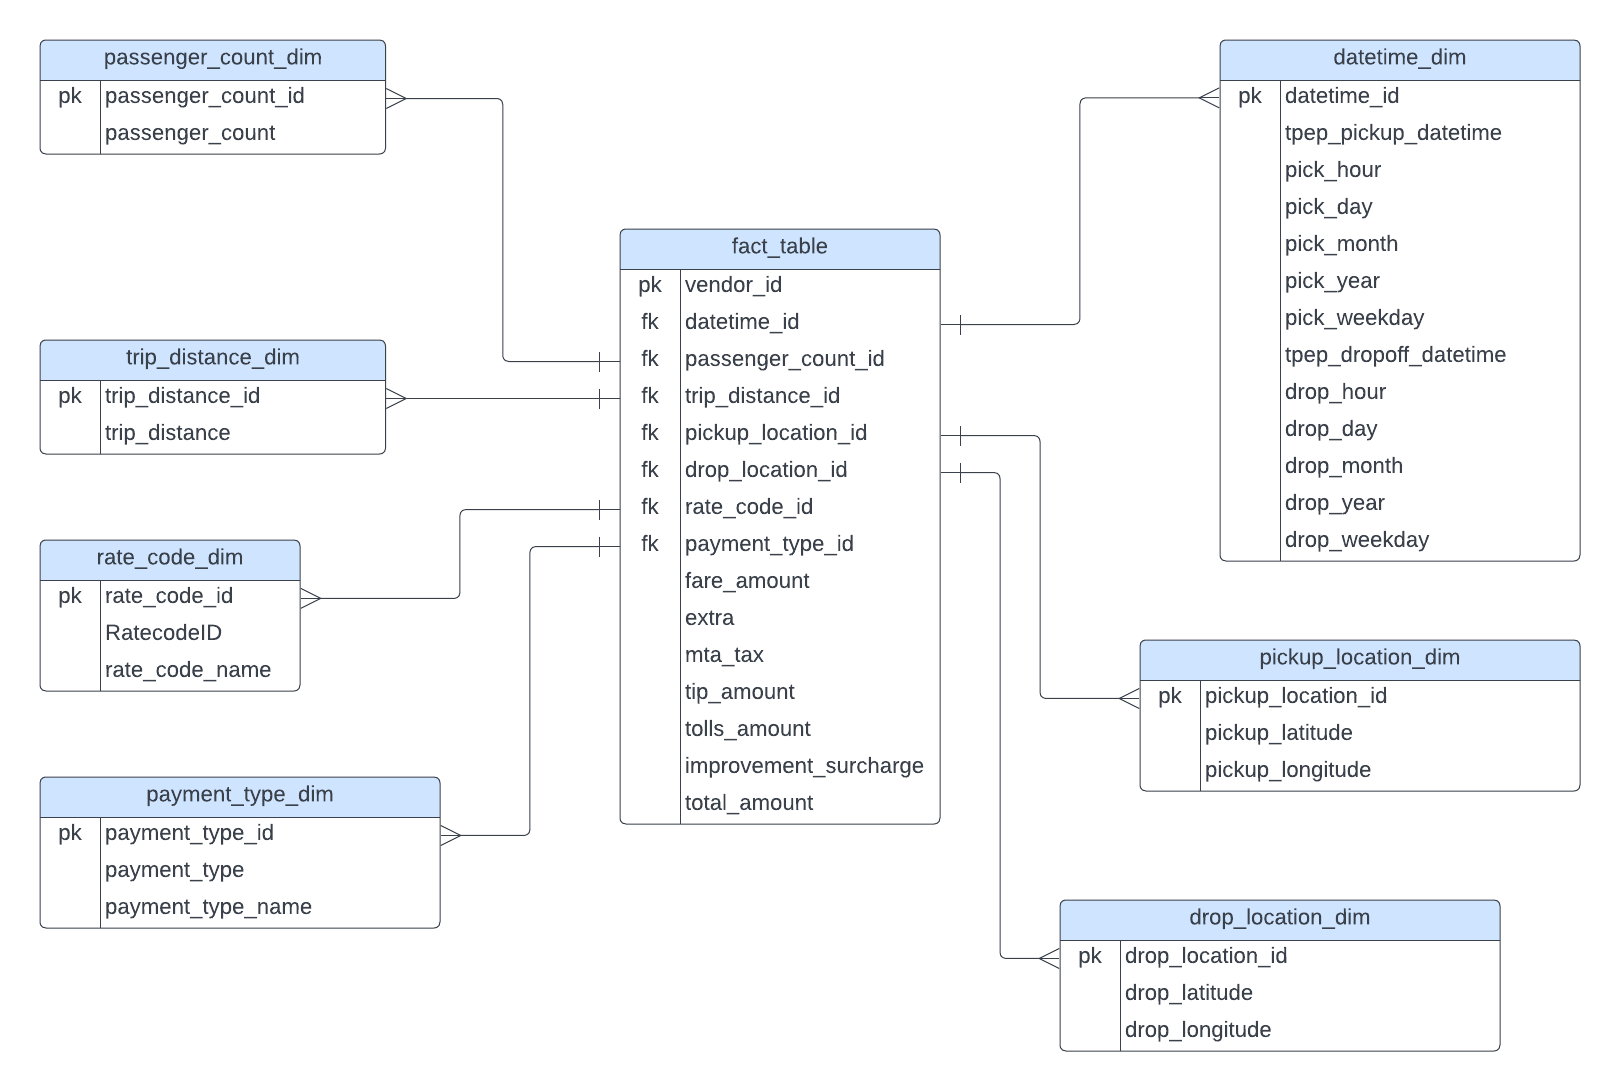 passenger_count_dim
pk passenger_count_id
passenger_count
trip_distance_dim
pk trip_distance_id
trip_distance
rate_code_dim
pk rate_code_id
RatecodeID
rate_code_name
payment_type_dim
pk payment_type_id
payment_type
payment_type_name
fact_table
pk vendor_id
fk datetime_id
fk passenger_count_id
fk trip_distance_id
fk pickup_location_id
fk drop_location_id
fk rate_code_id
fk payment_type_id
fare_amount
extra
mta_tax
tip_amount
tolls_amount
improvement_surcharge
total_amount
datetime_dim
pk datetime_id
tpep_pickup_datetime
pick_hour
pick_day
pick_month
pick_year
pick_weekday
tpep_dropoff_datetime
drop_hour
drop_day
drop_month
drop_year
drop_weekday
pickup_location_dim
pk pickup_location_id
pickup_latitude
pickup_longitude
drop_location_dim
pk drop_location_id
drop_latitude
drop_longitude